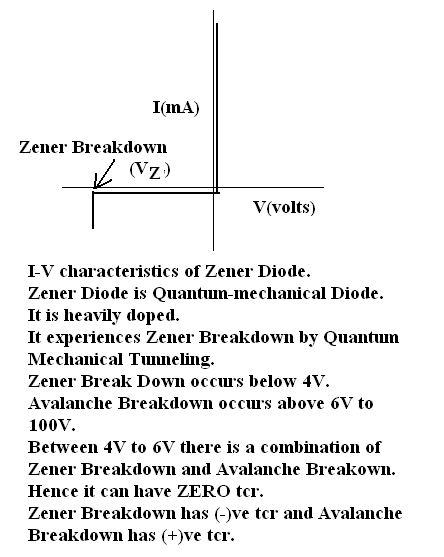 I(mA)
Zener Breakdown
(VZ)
V(volts)
I-V characteristics of Zener Diode.
Zener Diode is Quantum-mechanical Diode.
It is heavily doped.
It experiences Zener Breakdown by Quantum
Mechanical Tunneling.
Zener Break Down occurs below 4V.
Avalanche Breakdown occurs above 6V to
100V.
Between 4V to 6V there is a combination of
Zener Breakdown and Avalanche Breakown.
Hence it can have ZERO tcr.
Zener Breakdown has (-)ve tcr and Avalanche
Breakdown has (+)ve tcr.